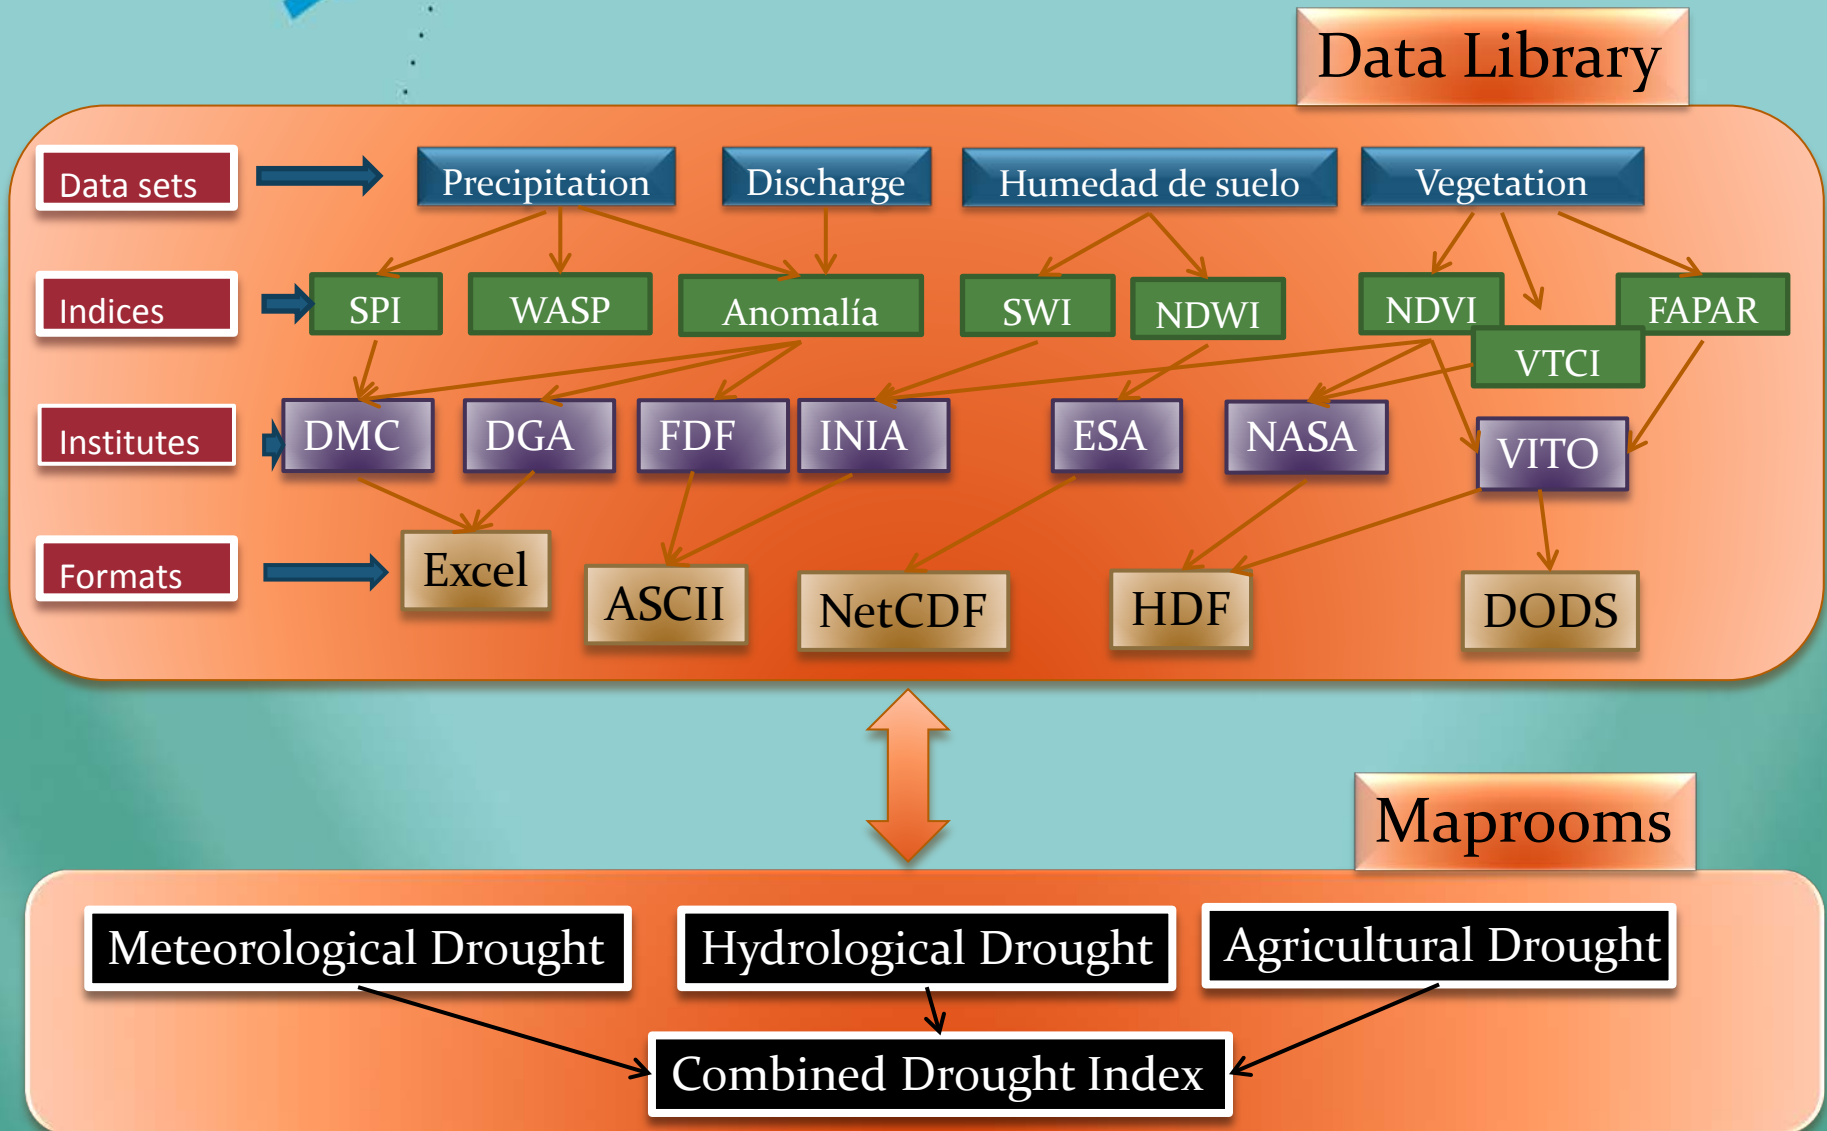 Data Library
Data sets
Precipitation
Discharge
Humedad de suelo
Vegetation
Indices
SPI
WASP
Anomalía
SWI
NDWI
NDVI
FAPAR
VTCI
Institutes
DMC
DGA
FDF
INIA
ESA
NASA
VITO
Formats
Excel
ASCII
NetCDF
HDF
DODS
Maprooms
Meteorological Drought
Hydrological Drought
Agricultural Drought
Combined Drought Index